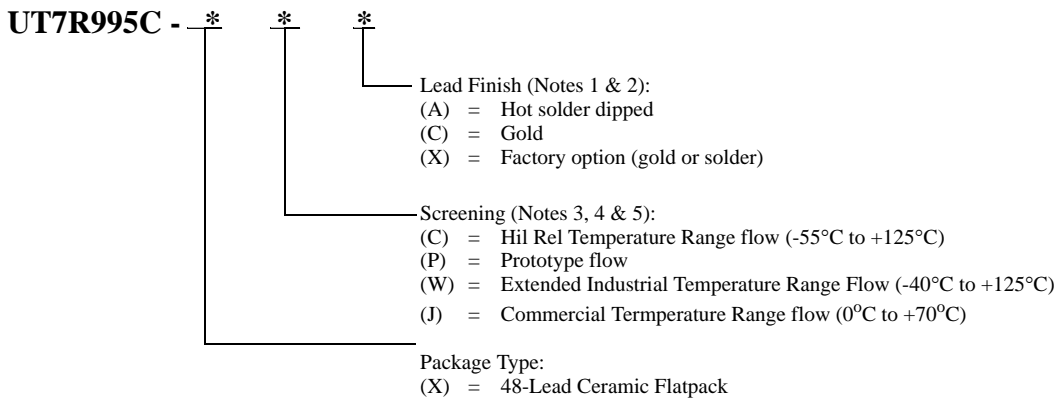 UT7R995C - * * *
Lead Finish (Notes 1 & 2):
(A) = Hot solder dipped
(C) = Gold
(X) = Factory option (gold or solder)
Screening (Notes 3, 4 & 5):
(C) = Hil Rel Temperature Range flow (-55°C to +125°C)
(P) = Prototype flow
(W) = Extended Industrial Temperature Range Flow (-40°C to +125°C)
(J) = Commercial Termperature Range flow (0°C to +70°C)
Package Type:
(X) = 48-Lead Ceramic Flatpack